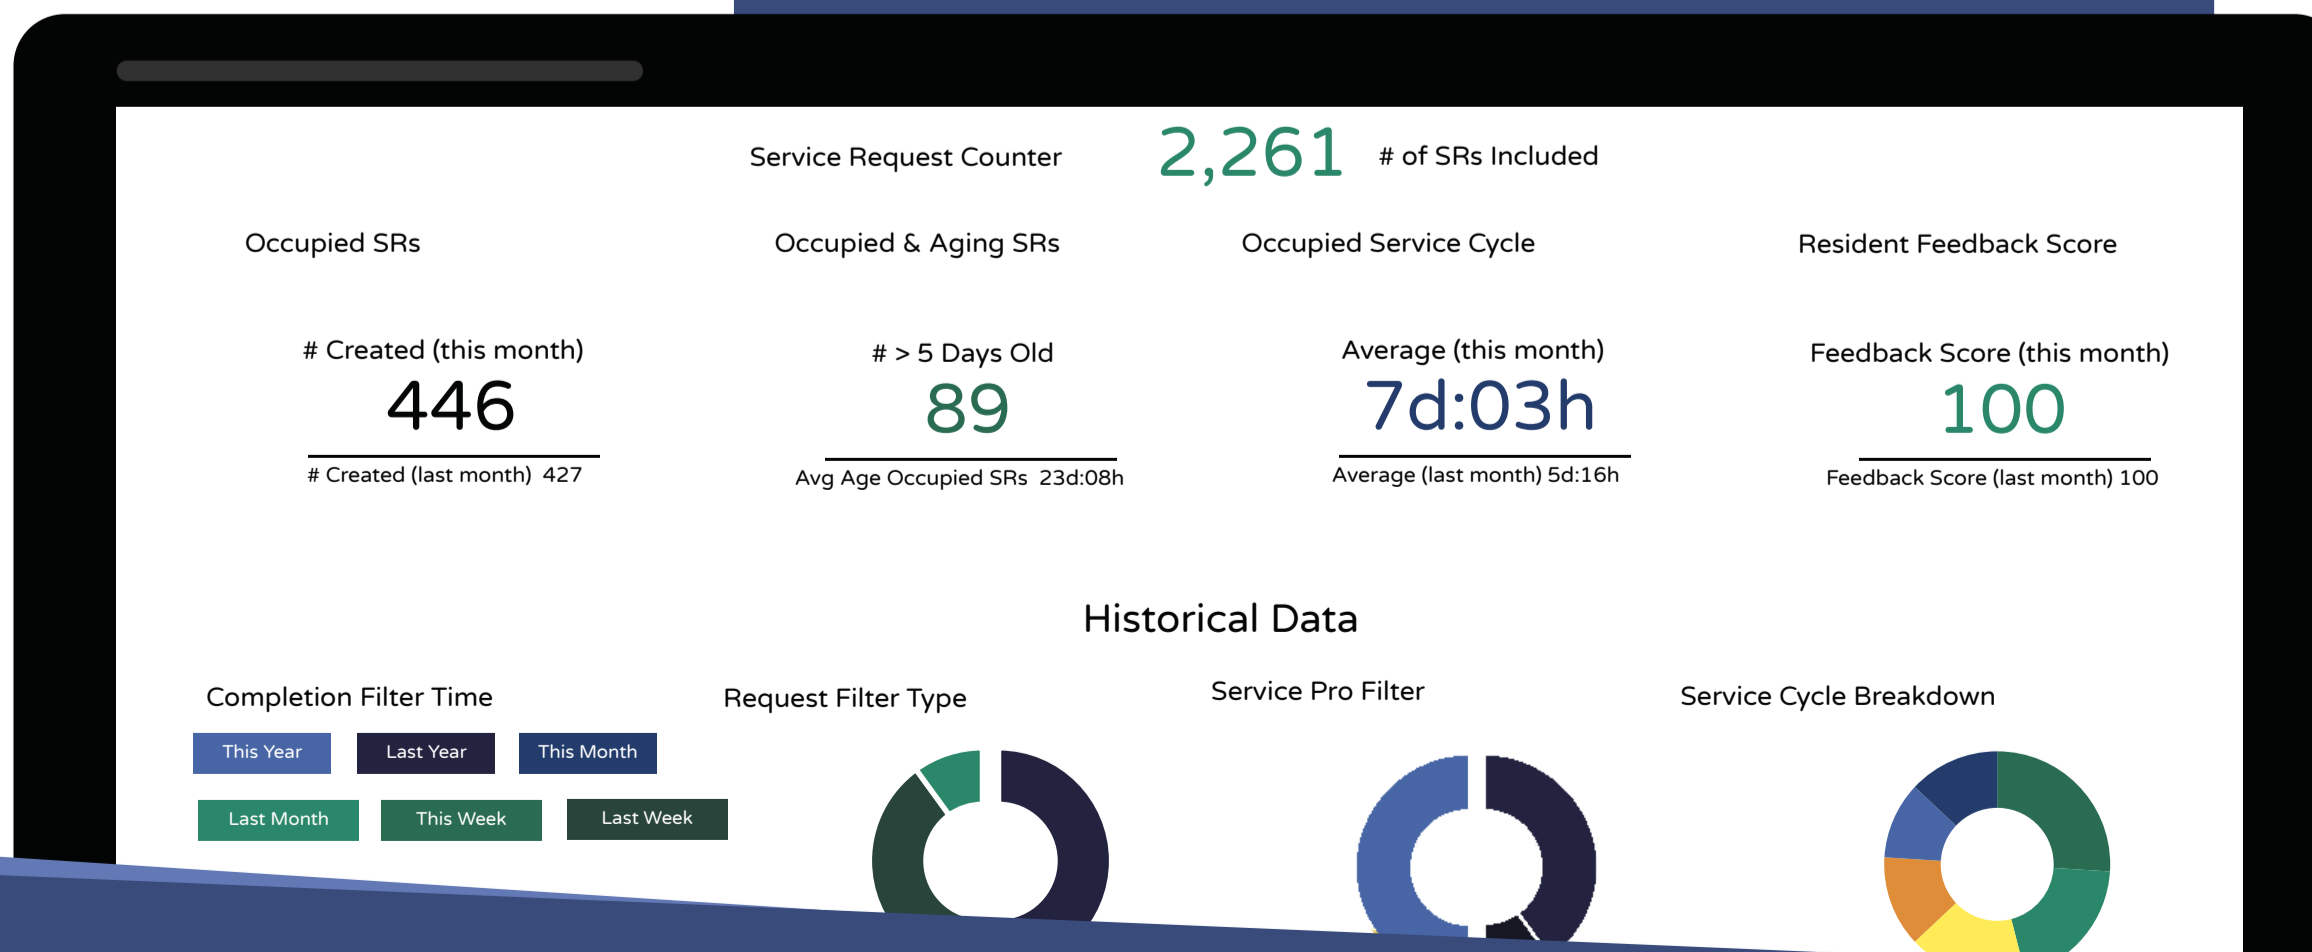 Service Request Counter 2,261 # of SRs Included
Occupied SRs
Occupied & Aging SRs
Occupied Service Cycle
Resident Feedback Score
# Created (this month)
446
# Created (last month) 427
# > 5 Days Old
89
Avg Age Occupied SRs 23d:08h
Average (this month)
7d:03h
Average (last month) 5d:16h
Feedback Score (this month)
100
Feedback Score (last month) 100
Historical Data
Completion Filter Time
This Year
Last Year
This Month
Last Month
This Week
Last Week
Request Filter Type
Service Pro Filter
Service Cycle Breakdown